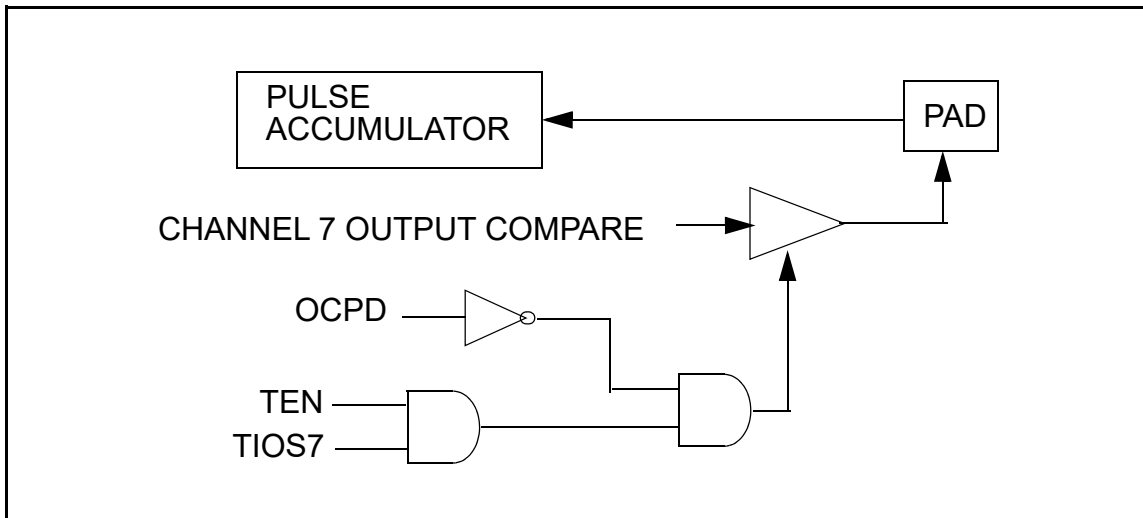 PULSE
ACCUMULATOR
PAD
CHANNEL 7 OUTPUT COMPARE
OCPD
TEN
TIOS7